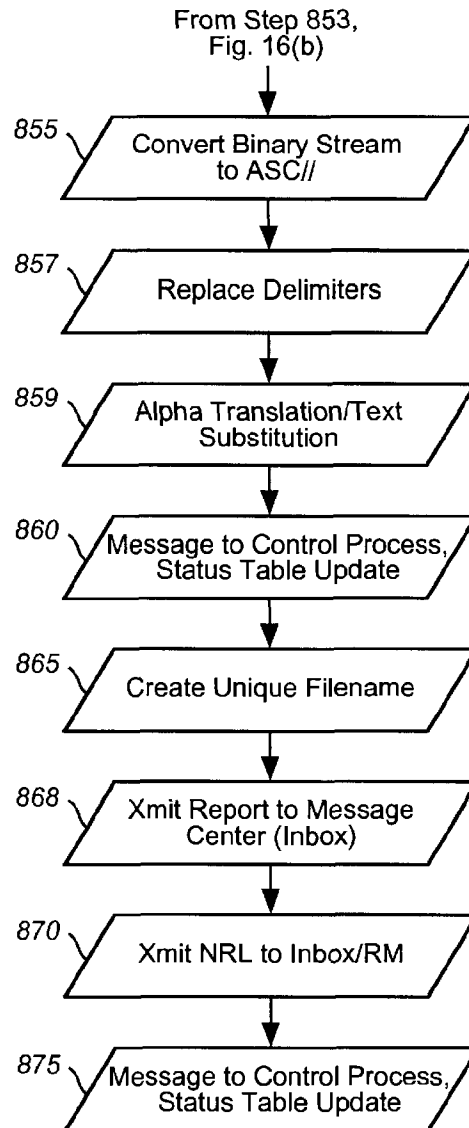 From Step 853,
Fig. 16(b)
855
Convert Binary Stream
to ASC//
857
Replace Delimiters
859
Alpha Translation/Text
Substitution
860
Message to Control Process,
Status Table Update
865
Create Unique Filename
868
Xmit Report to Message
Center (Inbox)
870
Xmit NRL to Inbox/RM
875
Message to Control Process,
Status Table Update